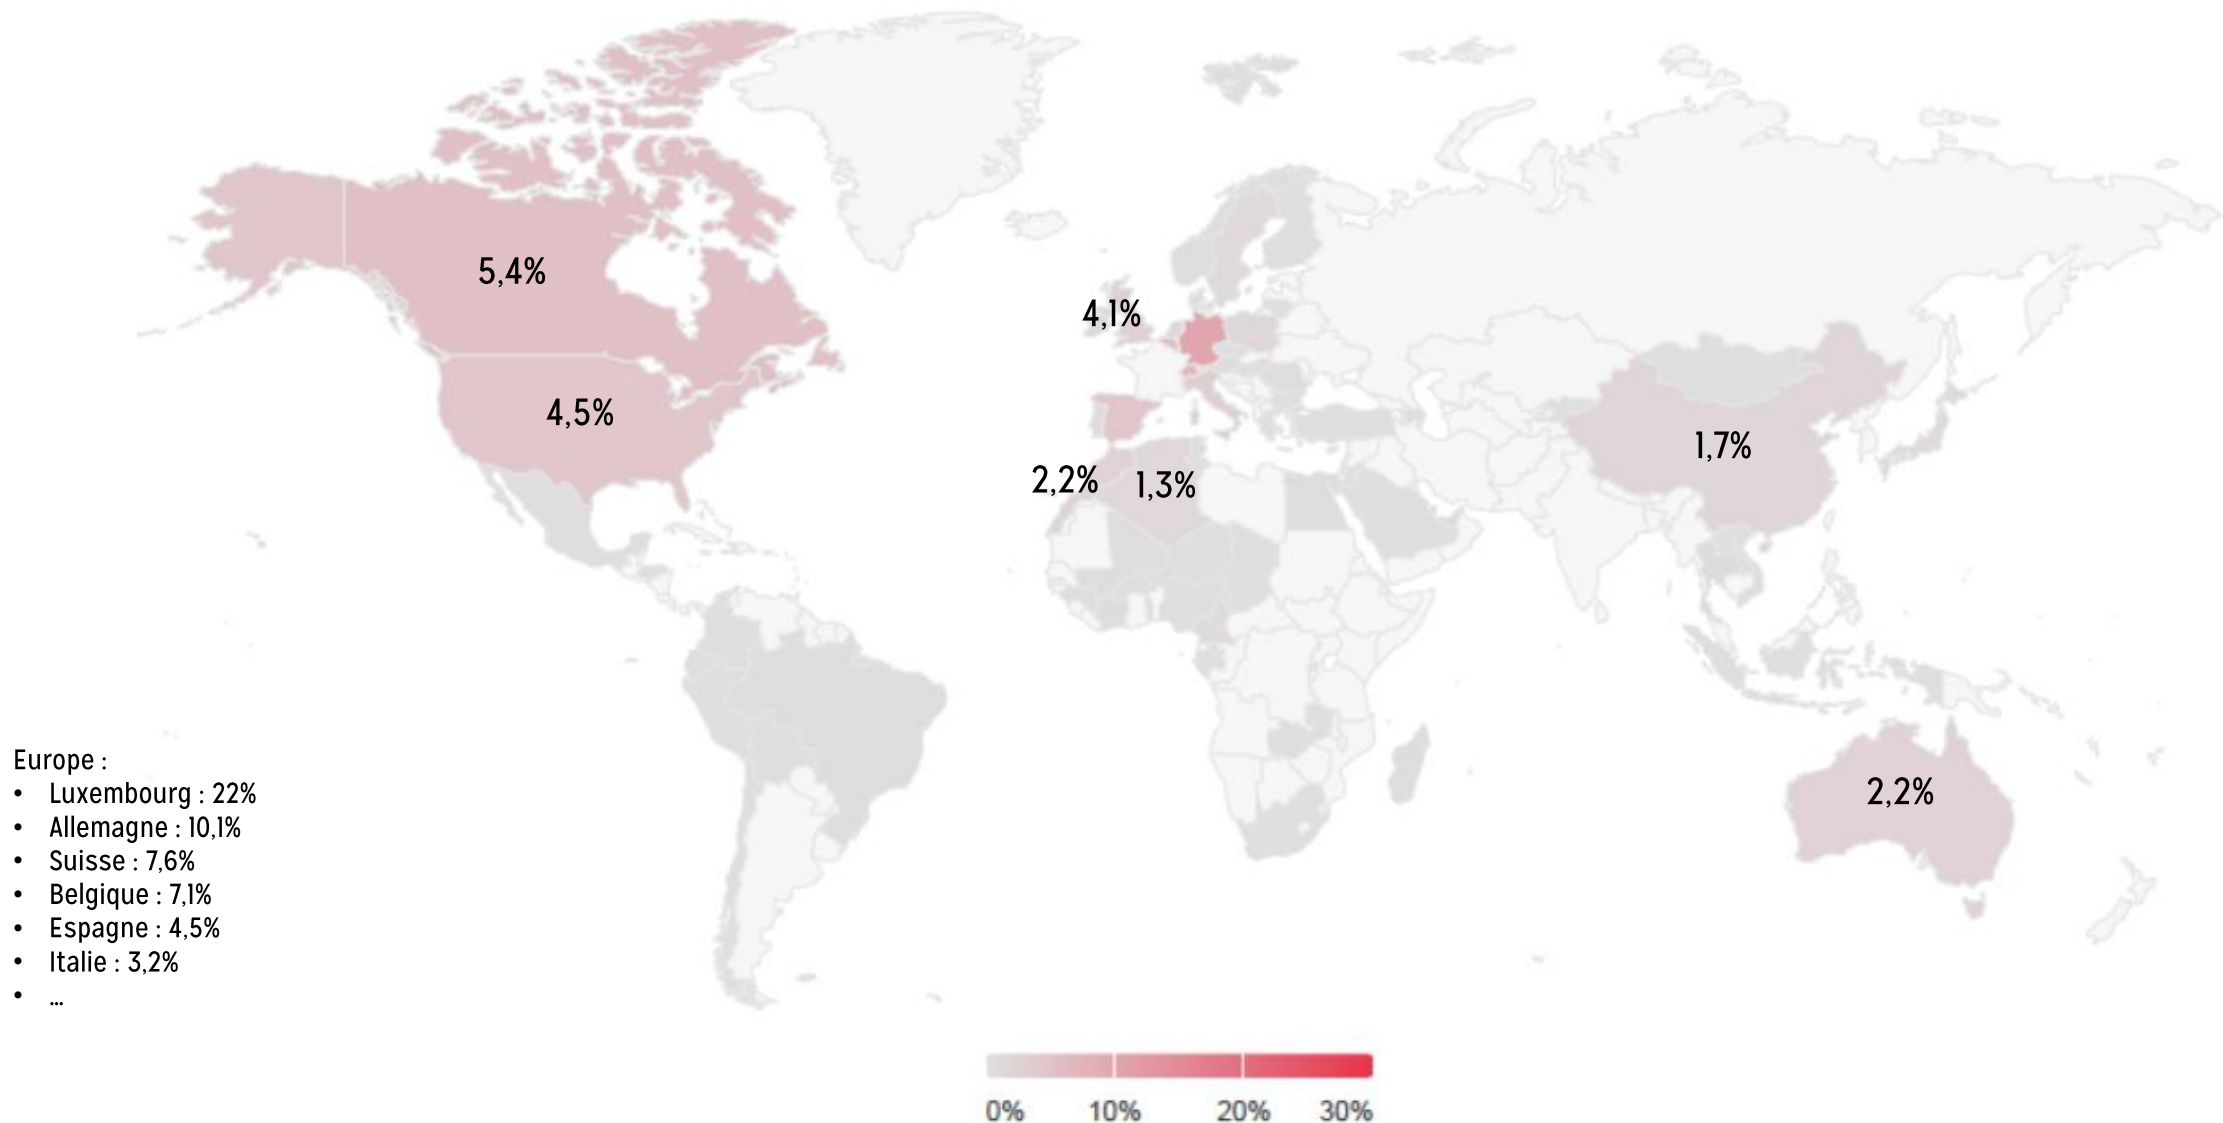 5,4%
4,1%
4,5%
1,7%
2,2%
1,3%
2,2%
Europe :
• Luxembourg : 22%
• Allemagne : 10,1%
• Suisse : 7,6%
• Belgique : 7,1%
• Espagne : 4,5%
• Italie : 3,2%
• ...
0% 10% 20% 30%